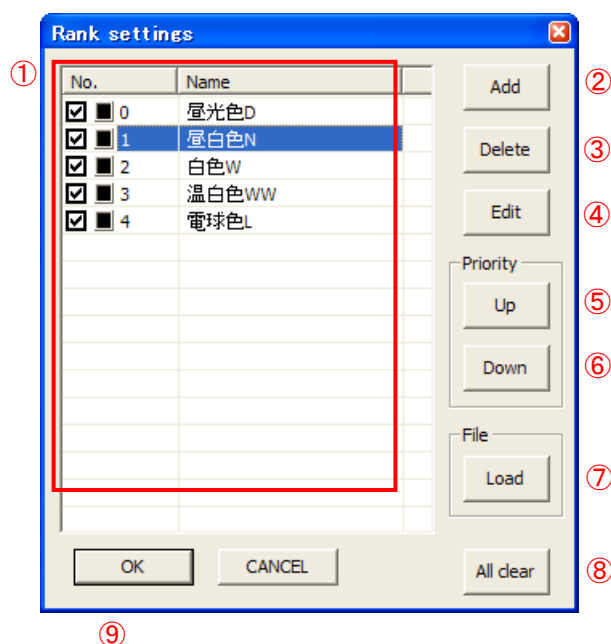 Rank settings
① No. Name
0 昼光色D
1 昼白色N
2 白色W
3 温白色WW
4 電球色L
Add ②
Delete ③
Edit ④
Priority
Up ⑤
Down ⑥
File
Load ⑦
OK CANCEL All clear ⑧
⑨